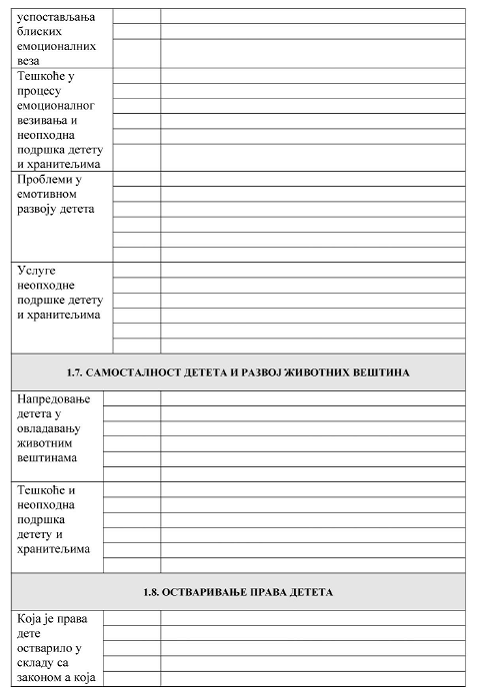 успостављања
блиских
емоционалних
веза
Тешкоће у
процесу
емоционалног
везивања и
неопходна
подршка детету
и хранитељима
Проблеми у
емотивном
развоју детета
Услуге
неопходне
подршке детету
и хранитељима
1.7. САМОСТАЛНОСТ ДЕТЕТА И РАЗВОЈ ЖИВОТНИХ ВЕШТИНА
Напредовање
детета у
овладавању
животним
вештинама
Тешкоће и
неопходна
подршка
детету и
хранитељима
1.8. ОСТВАРИВАЊЕ ПРАВА ДЕТЕТА
Која је права
дете
остварило у
складу са
законом а која